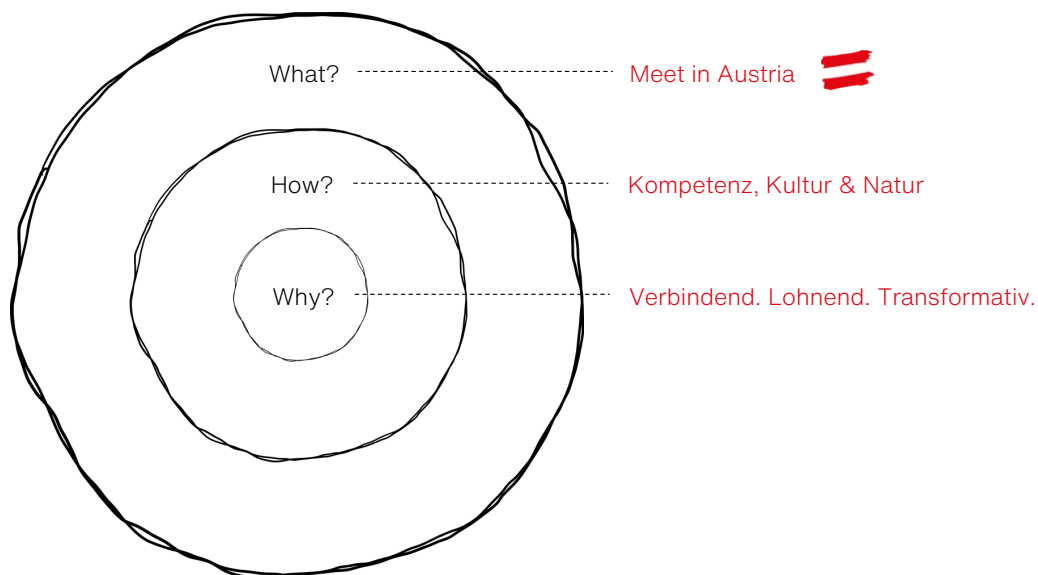 What? Meet in Austria
How? Kompetenz, Kultur & Natur
Why? Verbindend. Lohnend. Transformativ.